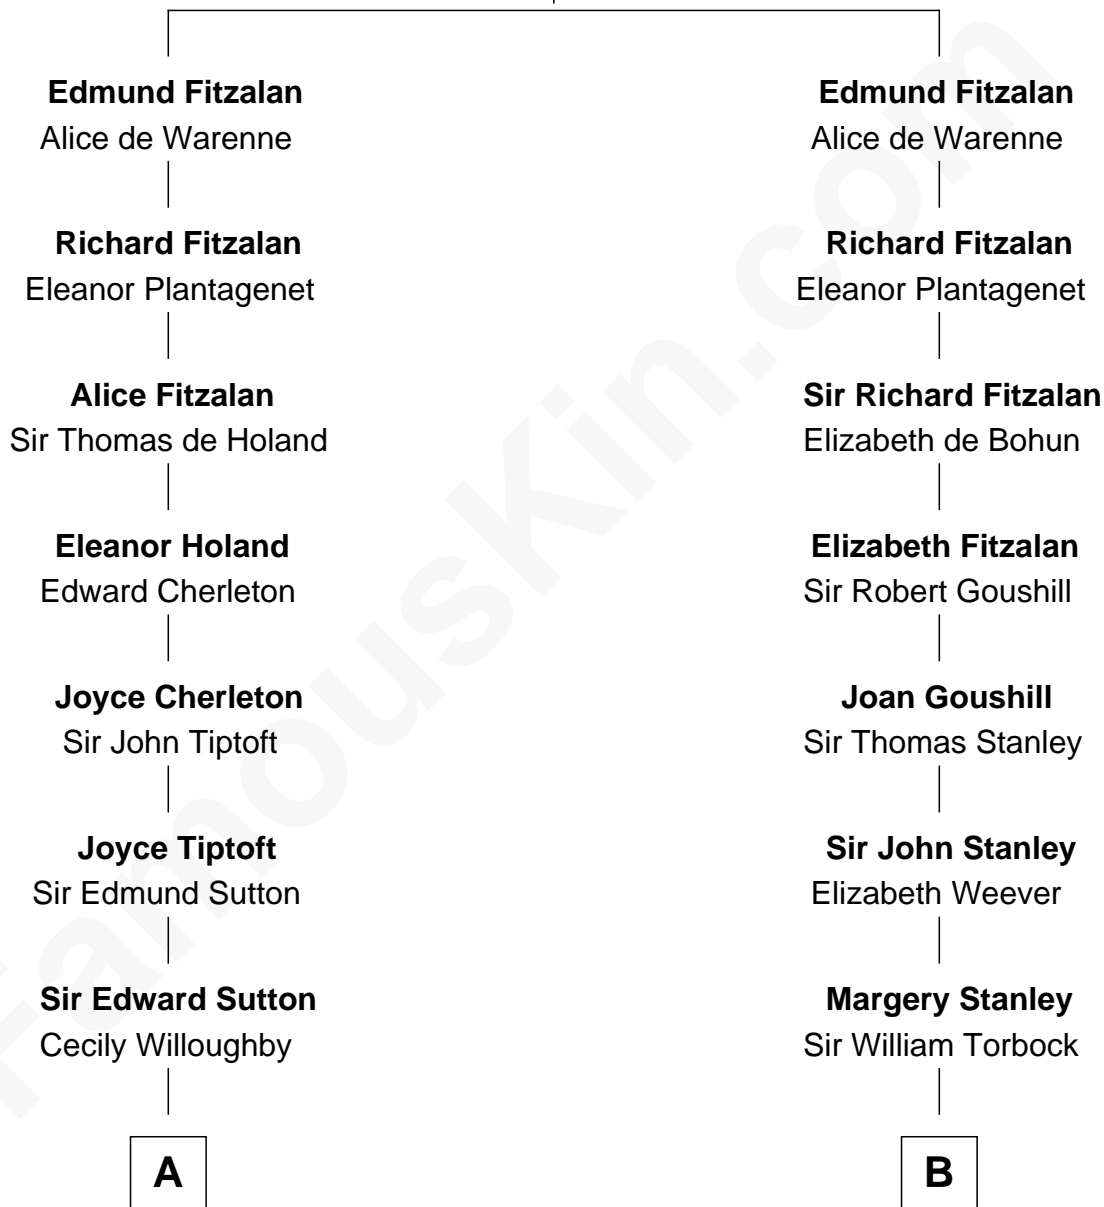 Edmund Fitzalan
Alice de Warenne
Richard Fitzalan
Eleanor Plantagenet
Alice Fitzalan
Sir Thomas de Holand
Eleanor Holand
Edward Cherleton
Joyce Cherleton
Sir John Tiptoft
Joyce Tiptoft
Sir Edmund Sutton
Sir Edward Sutton
Cecily Willoughby
A
Edmund Fitzalan
Alice de Warenne
Richard Fitzalan
Eleanor Plantagenet
Sir Richard Fitzalan
Elizabeth de Bohun
Elizabeth Fitzalan
Sir Robert Goushill
Joan Goushill
Sir Thomas Stanley
Sir John Stanley
Elizabeth Weever
Margery Stanley
Sir William Torbock
B
FamousKin.com